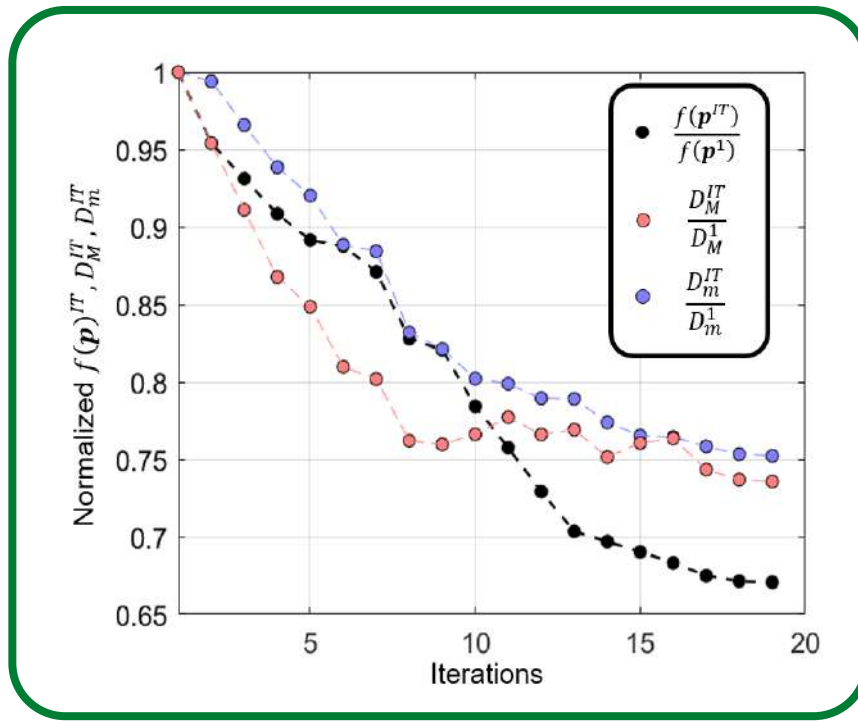 1
0.95
0.9
0.85
0.8
0.75
0.7
0.65
5
10
15
20
Iterations
Normalized f(p)^{IT}, D_M^{IT}, D_m^{IT}
f(p^{IT})
f(p^1)
D_M^{IT}
D_M^1
D_m^{IT}
D_m^1